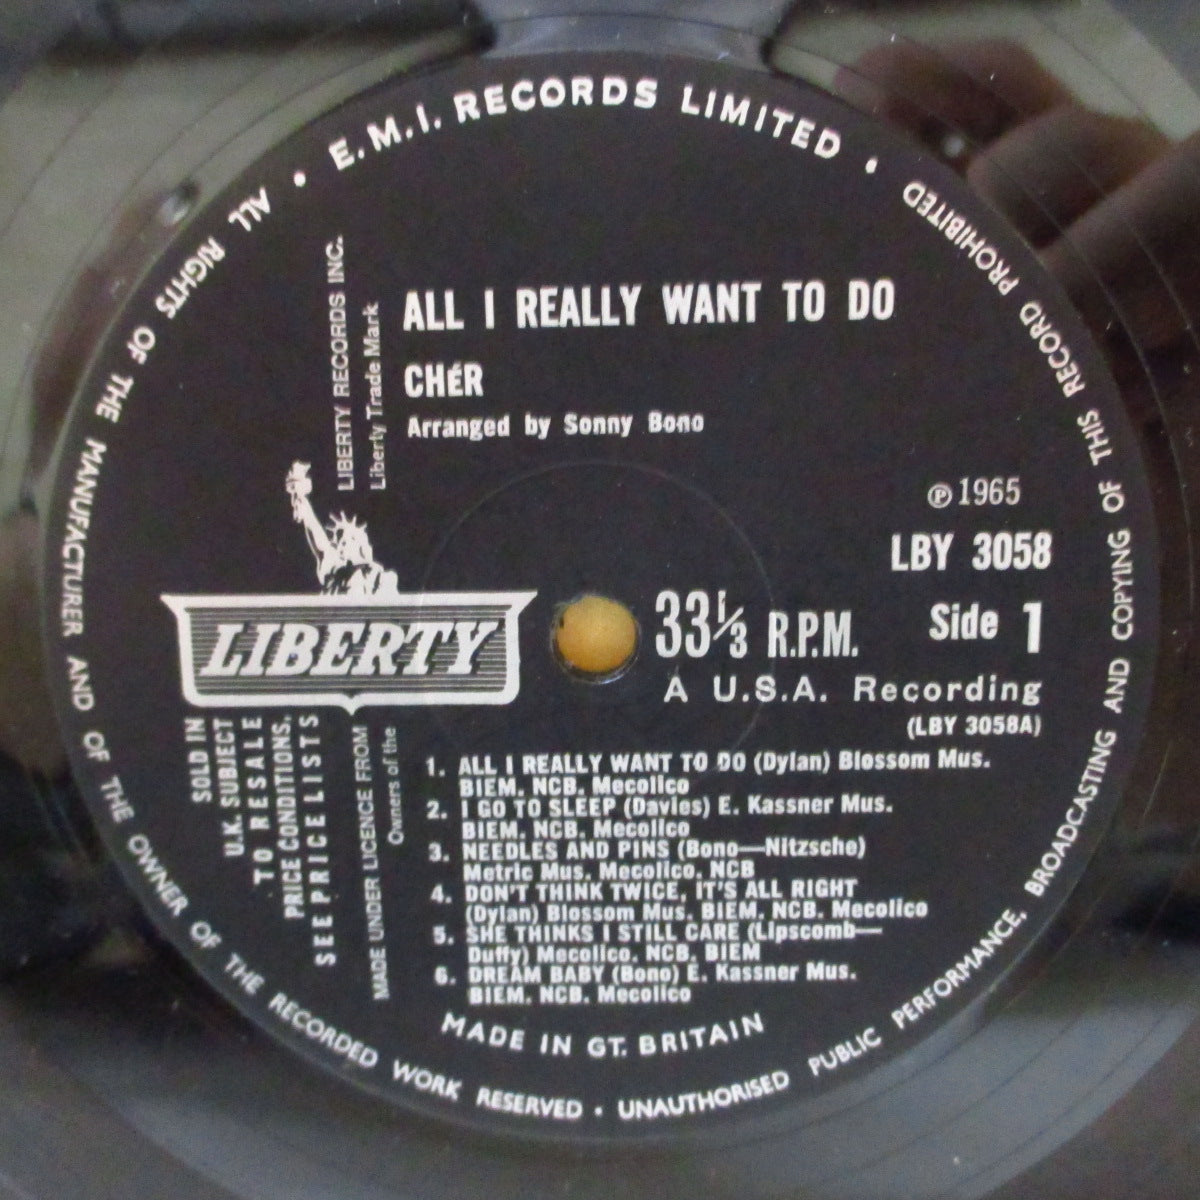 E.M.I. RECORDS LIMITED •
ALL RIGHTS OF THE MANUFACTURER AND OF THE OWNER OF THE RECORDED WORK RESERVED • UNAUTHORISED PUBLIC PERFORMANCE, BROADCASTING AND COPYING OF THIS RECORD PROHIBITED •
ALL I REALLY WANT TO DO
CHéR
Arranged by Sonny Bono
LIBERTY RECORDS INC.
Liberty Trade Mark
Ⓟ 1965
LBY 3058
LIBERTY
33⅓ R.P.M.
Side 1
A U.S.A. Recording
(LBY 3058A)
SOLD IN
U.K. SUBJECT
TO RESALE
PRICE CONDITIONS,
SEE PRICE LISTS
MADE UNDER LICENCE FROM
Owners of the
1. ALL I REALLY WANT TO DO (Dylan) Blossom Mus.
BIEM. NCB. Mecolico
2. I GO TO SLEEP (Davies) E. Kassner Mus.
BIEM. NCB. Mecolico
3. NEEDLES AND PINS (Bono—Nitzsche)
Metric Mus. Mecolico. NCB
4. DON'T THINK TWICE, IT'S ALL RIGHT
(Dylan) Blossom Mus. BIEM. NCB. Mecolico
5. SHE THINKS I STILL CARE (Lipscomb—
Duffy) Mecolico. NCB. BIEM
6. DREAM BABY (Bono) E. Kassner Mus.
BIEM. NCB. Mecolico
MADE IN GT. BRITAIN